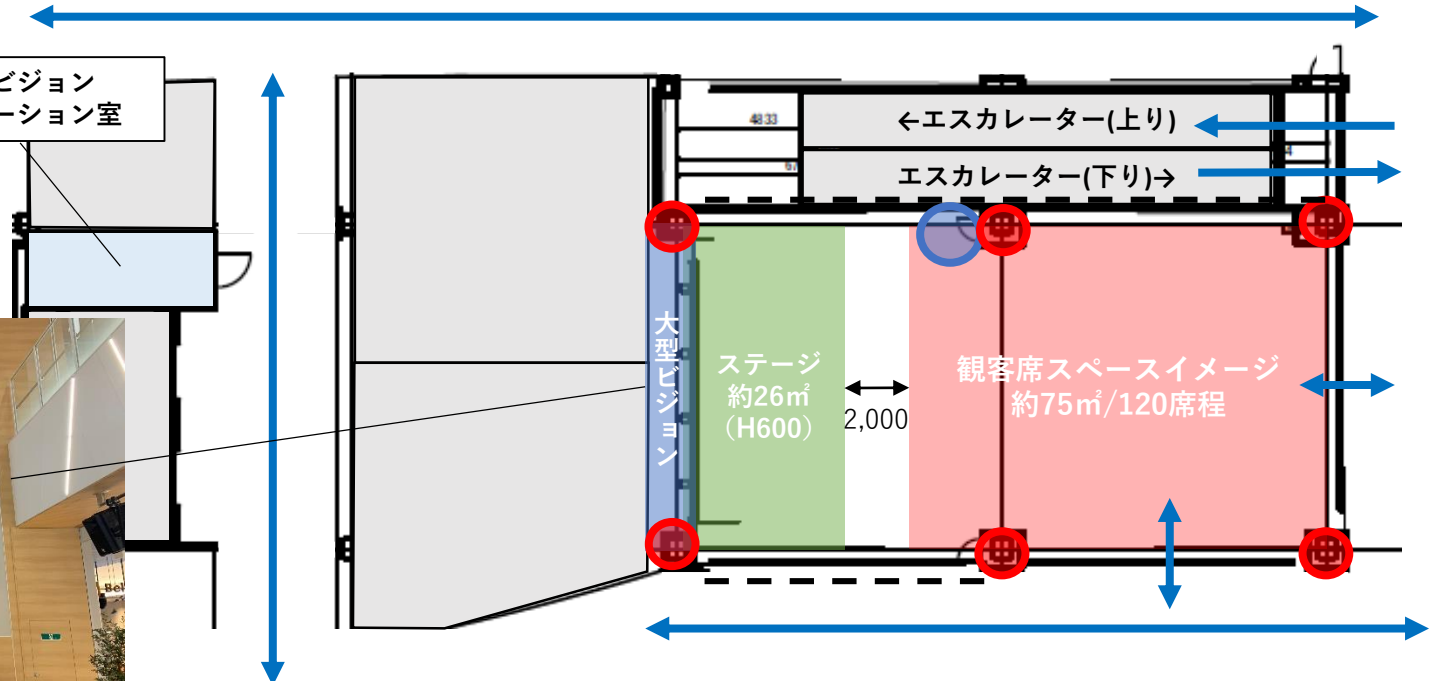 ビジョン
ーション室
4833
←エスカレーター(上り)
エスカレーター(下り)→
大型ビジョン
ステージ
約26㎡
（H600）
2,000
観客席スペースイメージ
約75㎡/120席程